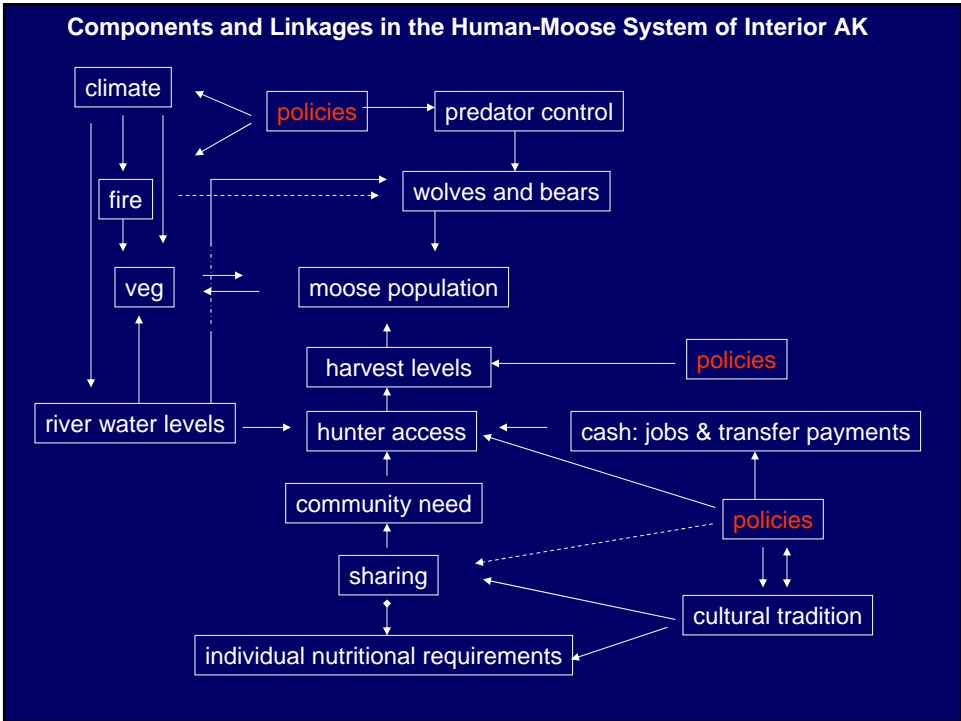 Components and Linkages in the Human-Moose System of Interior AK
climate
policies
predator control
fire
wolves and bears
veg
moose population
harvest levels
policies
river water levels
hunter access
cash: jobs & transfer payments
community need
policies
sharing
cultural tradition
individual nutritional requirements